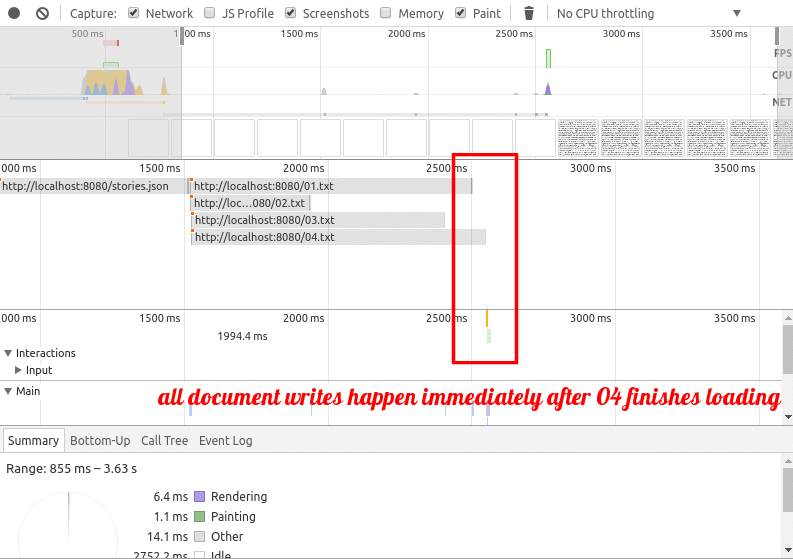 Capture: Network JS Profile Screenshots Memory Paint No CPU throttling
500 ms 1000 ms 1500 ms 2000 ms 2500 ms 3000 ms 3500 ms
FPS
CPU
NET
000 ms 1500 ms 2000 ms 2500 ms 3000 ms 3500 ms
http://localhost:8080/stories.json http://localhost:8080/01.txt
http://loc…080/02.txt
http://localhost:8080/03.txt
http://localhost:8080/04.txt
000 ms 1500 ms 2000 ms 2500 ms 3000 ms 3500 ms
1994.4 ms
Interactions
Input
Main
all document writes happen immediately after 04 finishes loading
Summary Bottom-Up Call Tree Event Log
Range: 855 ms – 3.63 s
6.4 ms Rendering
1.1 ms Painting
14.1 ms Other
2752.2 ms Idle